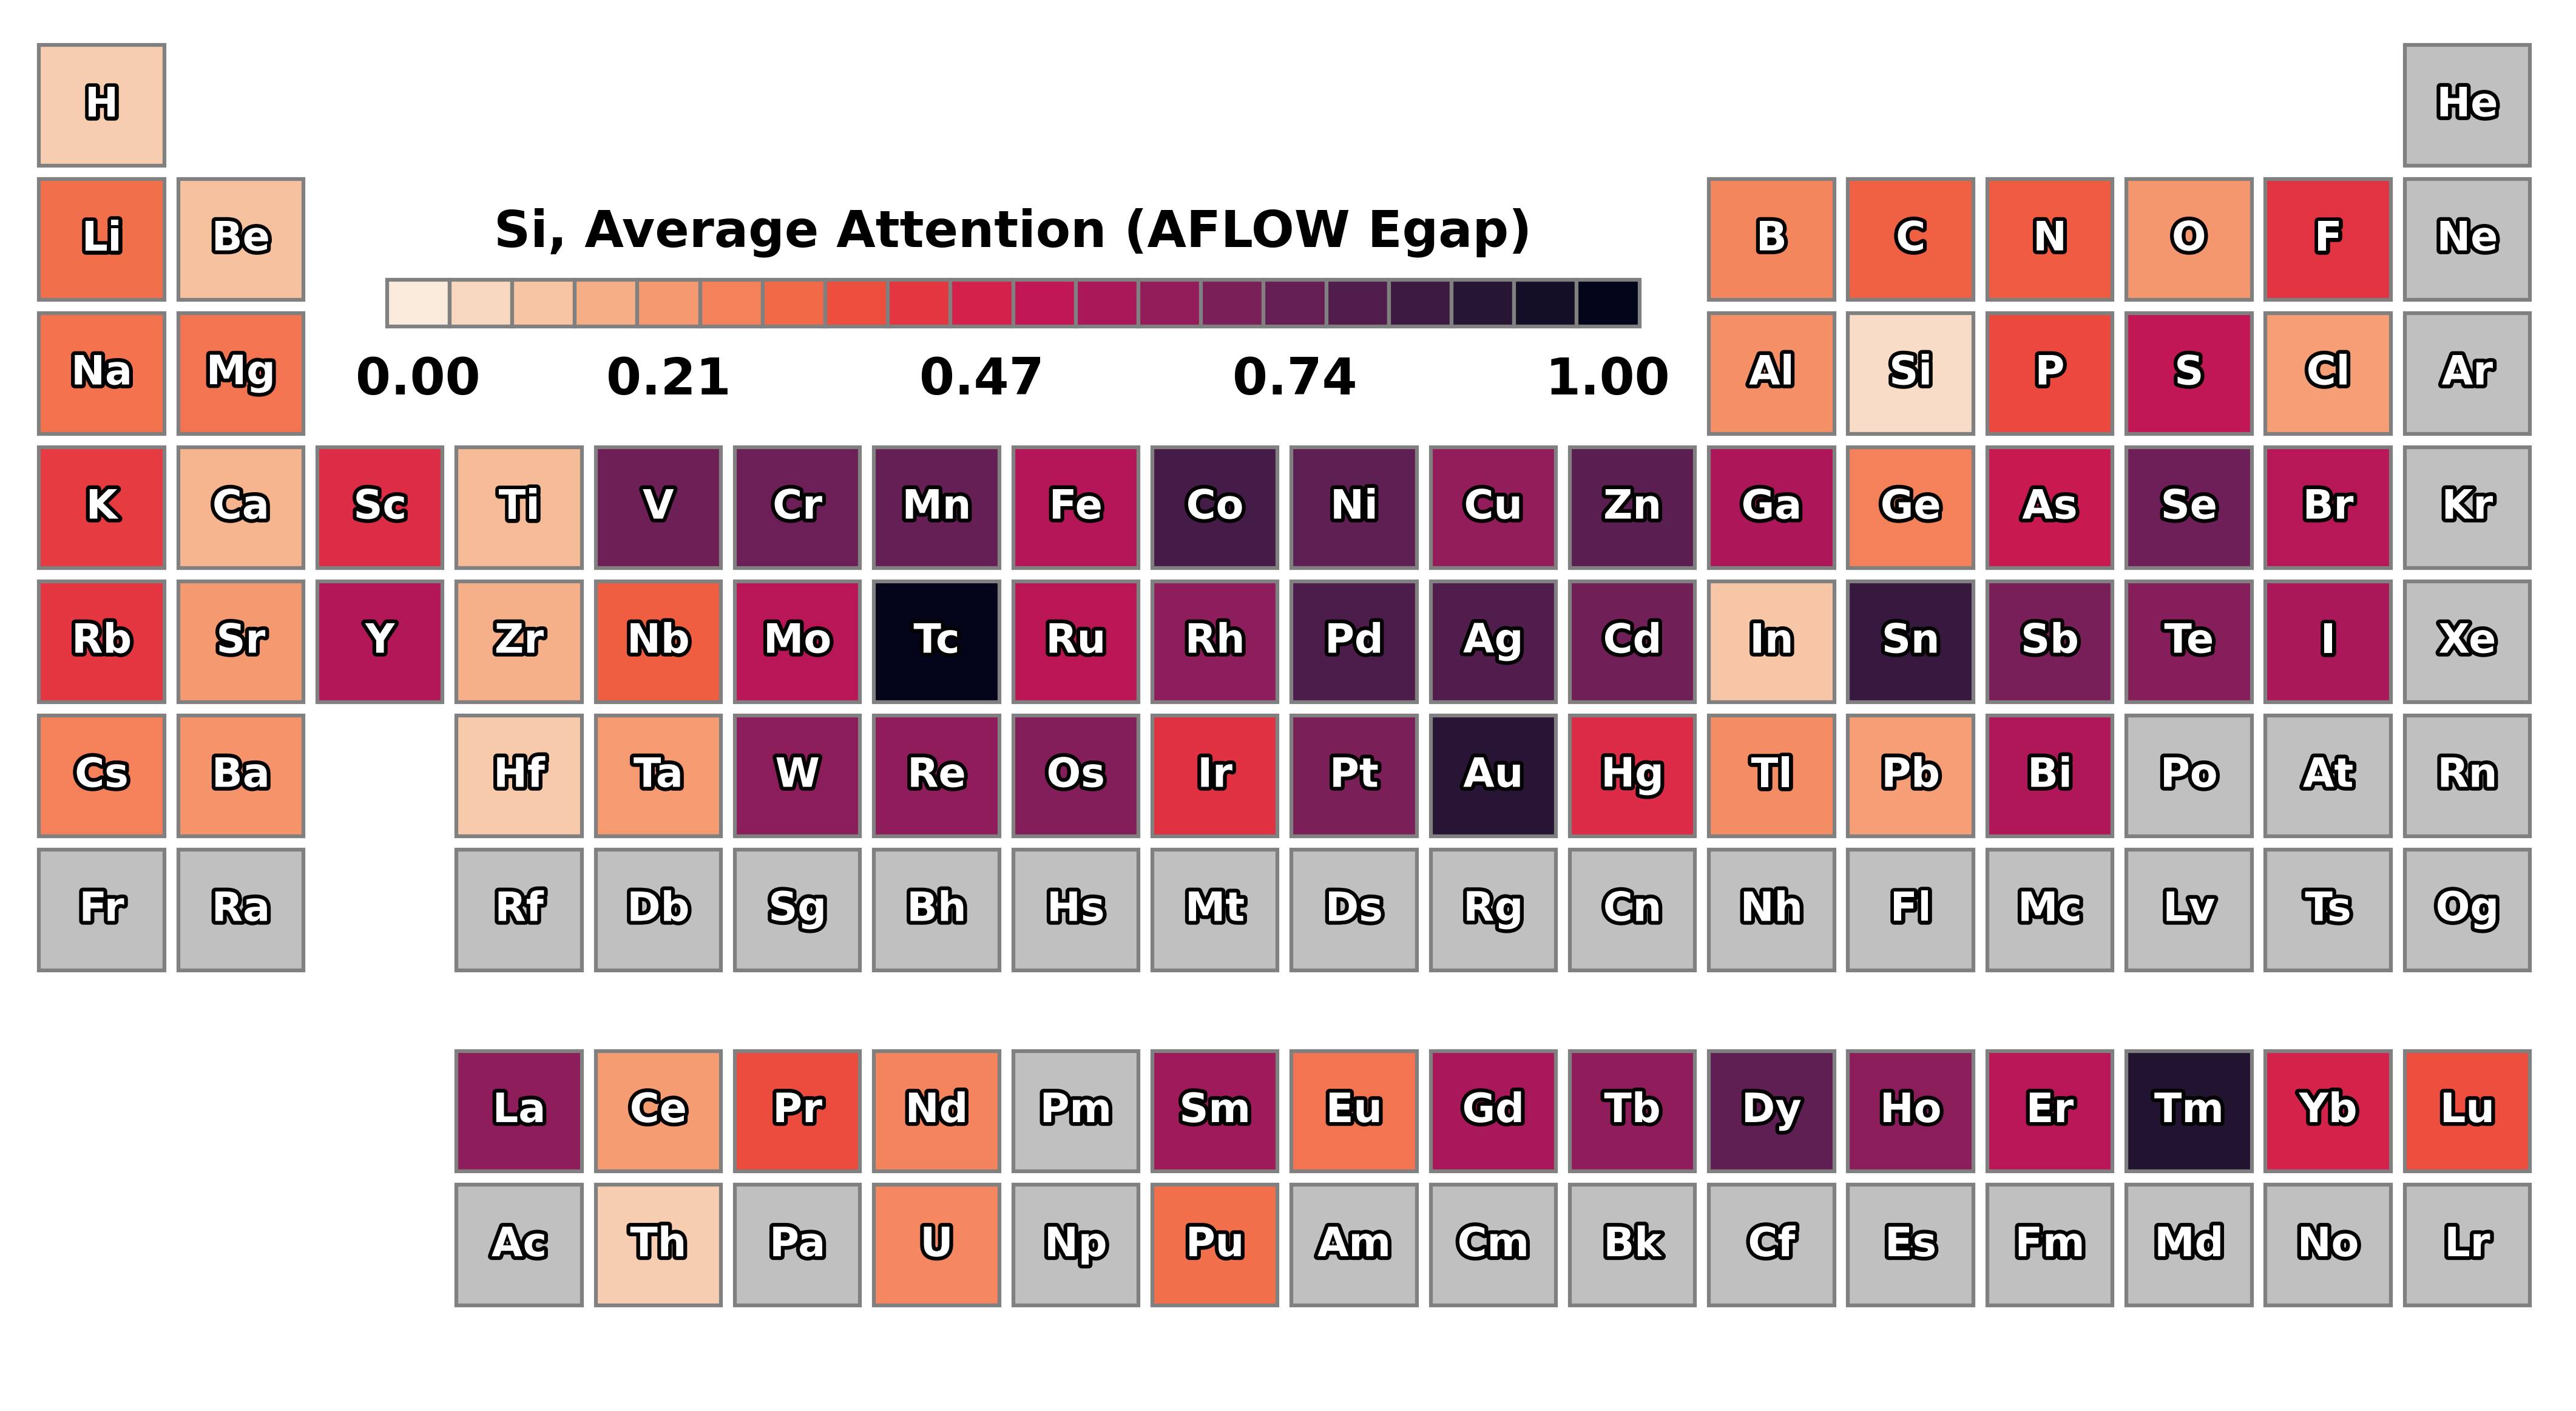 H He
Li Be B C N O F Ne
Si, Average Attention (AFLOW Egap)
Na Mg Al Si P S Cl Ar
0.00 0.21 0.47 0.74 1.00
K Ca Sc Ti V Cr Mn Fe Co Ni Cu Zn Ga Ge As Se Br Kr
Rb Sr Y Zr Nb Mo Tc Ru Rh Pd Ag Cd In Sn Sb Te I Xe
Cs Ba Hf Ta W Re Os Ir Pt Au Hg Tl Pb Bi Po At Rn
Fr Ra Rf Db Sg Bh Hs Mt Ds Rg Cn Nh Fl Mc Lv Ts Og
La Ce Pr Nd Pm Sm Eu Gd Tb Dy Ho Er Tm Yb Lu
Ac Th Pa U Np Pu Am Cm Bk Cf Es Fm Md No Lr